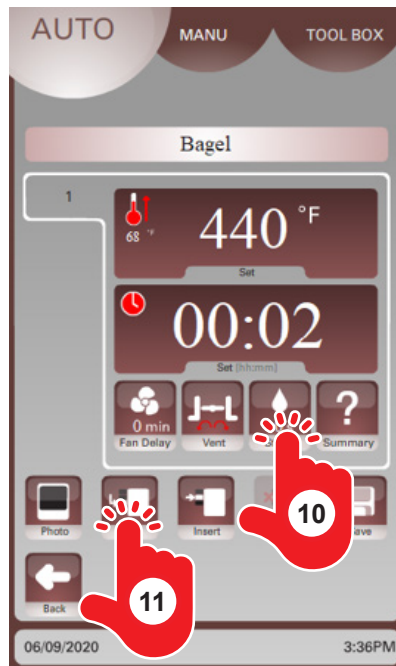 AUTO MANU TOOL BOX
Bagel
1
68 °F
440 °F
Set
00:02
Set [hh:mm]
0 min
Fan Delay Vent ? Summary
10
Photo Insert
11
Back
06/09/2020 3:36PM